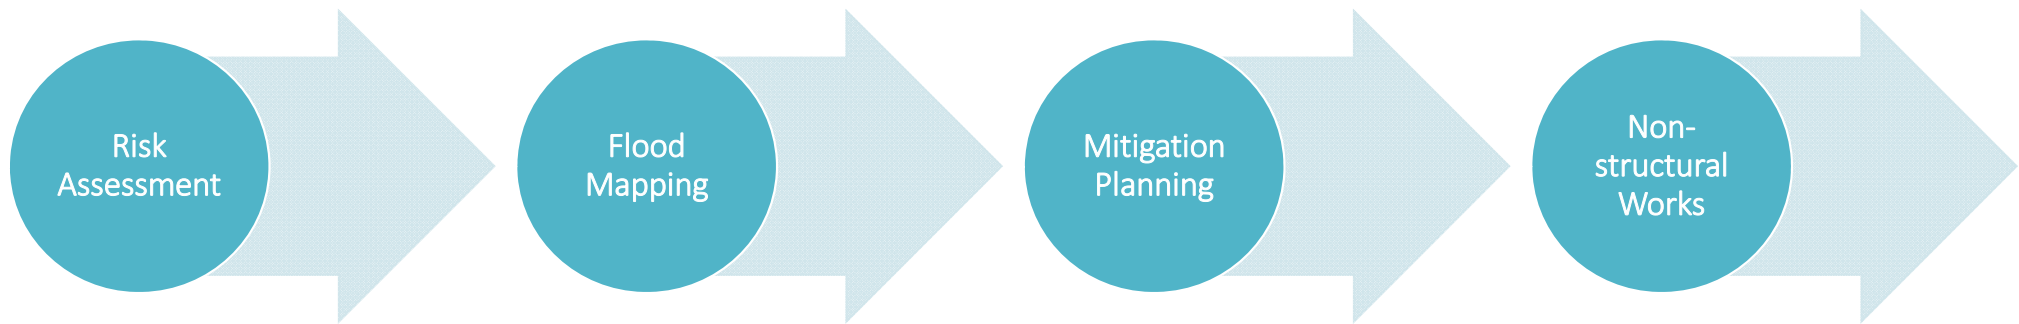 Risk
Assessment
Flood
Mapping
Mitigation
Planning
Non-
structural
Works